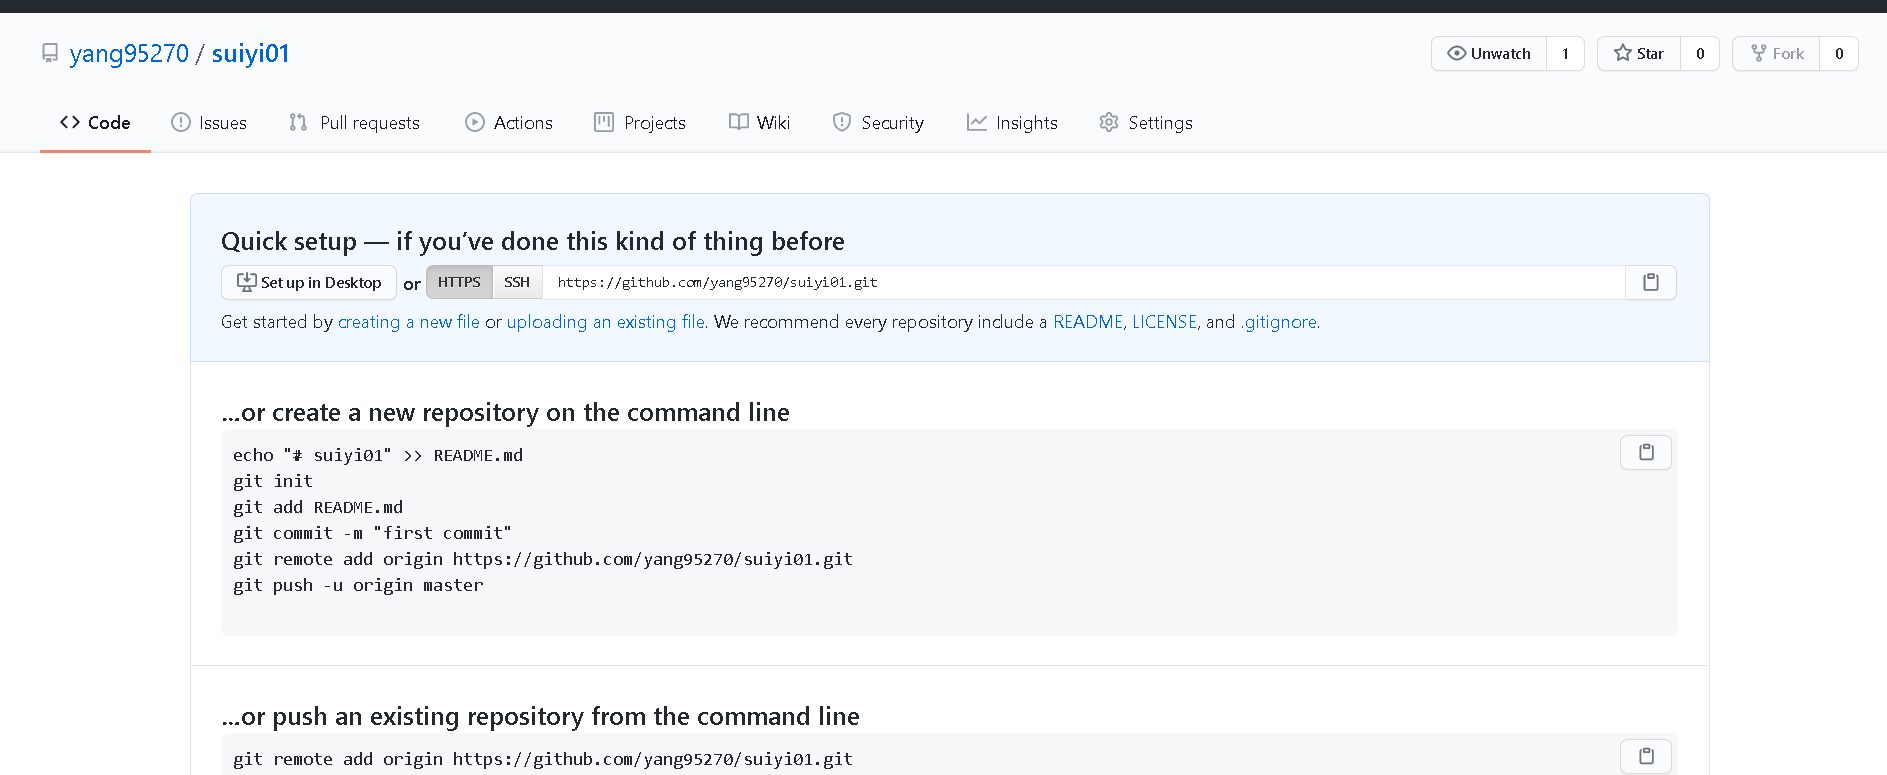 yang95270 / suiyi01
Unwatch 1 Star 0 Fork 0
Code Issues Pull requests Actions Projects Wiki Security Insights Settings
Quick setup — if you’ve done this kind of thing before
Set up in Desktop or HTTPS SSH https://github.com/yang95270/suiyi01.git
Get started by creating a new file or uploading an existing file. We recommend every repository include a README, LICENSE, and .gitignore.
…or create a new repository on the command line
echo "# suiyi01" >> README.md
git init
git add README.md
git commit -m "first commit"
git remote add origin https://github.com/yang95270/suiyi01.git
git push -u origin master
…or push an existing repository from the command line
git remote add origin https://github.com/yang95270/suiyi01.git